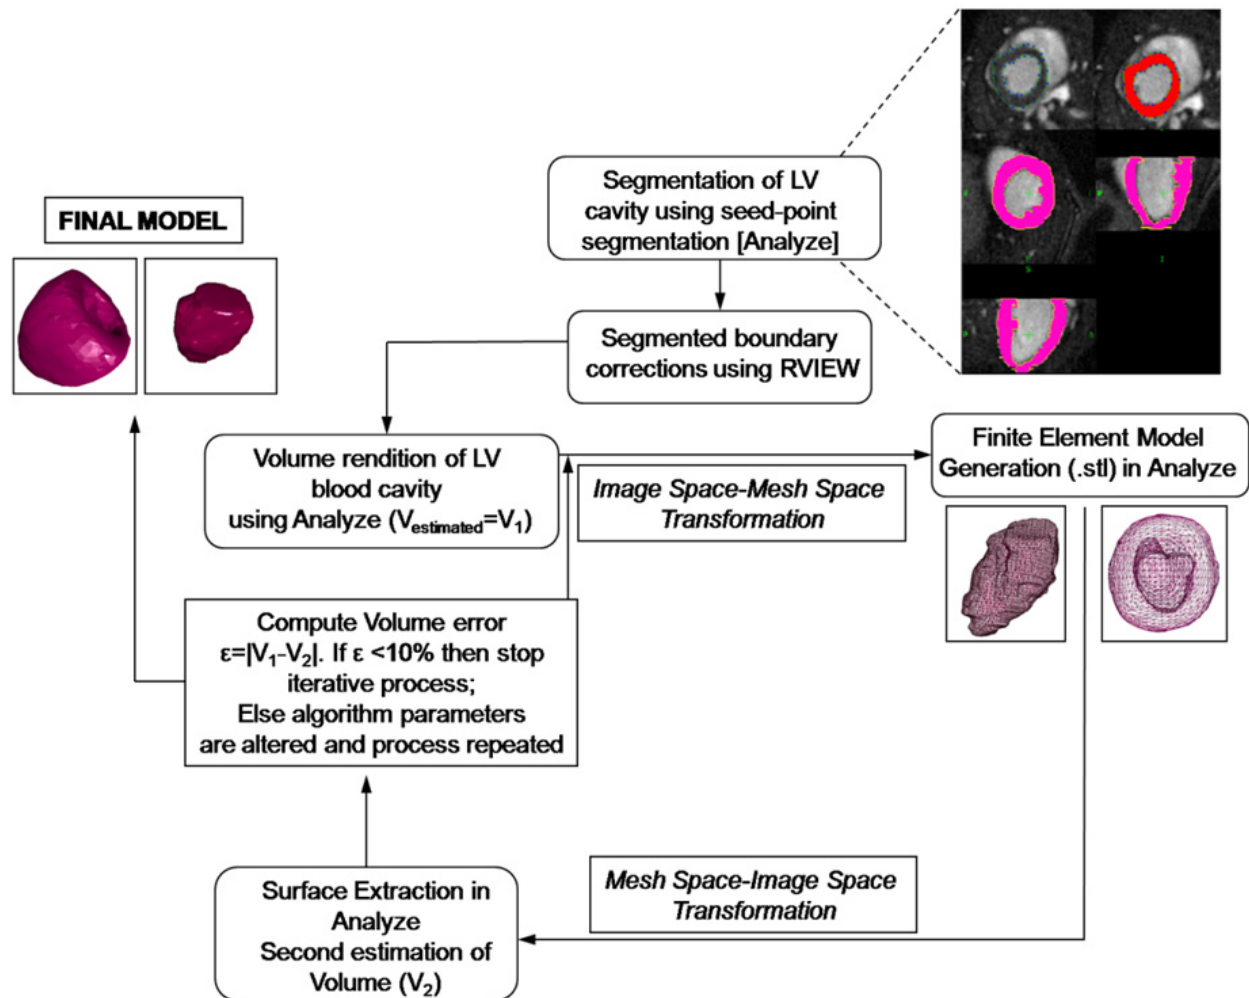 Segmentation of LV
cavity using seed-point
segmentation [Analyze]
FINAL MODEL
Segmented boundary
corrections using RVIEW
Volume rendition of LV
blood cavity
using Analyze (Vestimated=V1)
Image Space-Mesh Space
Transformation
Finite Element Model
Generation (.stl) in Analyze
Compute Volume error
ε=|V1-V2|. If ε <10% then stop
iterative process;
Else algorithm parameters
are altered and process repeated
Mesh Space-Image Space
Transformation
Surface Extraction in
Analyze
Second estimation of
Volume (V2)